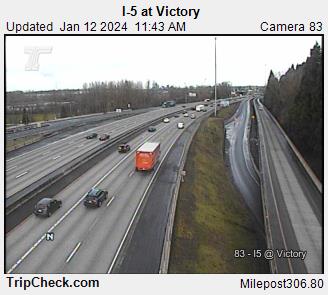 I-5 at Victory
Updated Jan 12 2024 11:43 AM Camera 83
T
N
83 - I5 @ Victory
TripCheck.com Milepost306.80